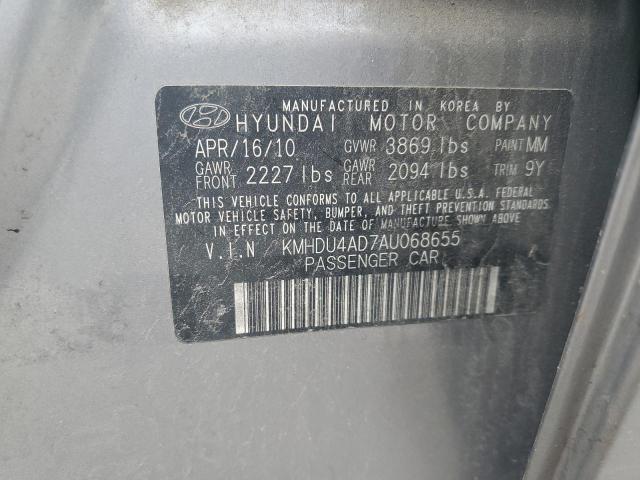 MANUFACTURED IN KOREA BY
HYUNDAI MOTOR COMPANY
APR/16/10 GVWR 3869 lbs PAINT MM
GAWR FRONT 2227 lbs GAWR REAR 2094 lbs TRIM 9Y
THIS VEHICLE CONFORMS TO ALL APPLICABLE U.S.A. FEDERAL
MOTOR VEHICLE SAFETY, BUMPER, AND THEFT PREVENTION STANDARDS
IN EFFECT ON THE DATE OF MANUFACTURE SHOWN ABOVE.
V.I.N KMHDU4AD7AU068655
PASSENGER CAR